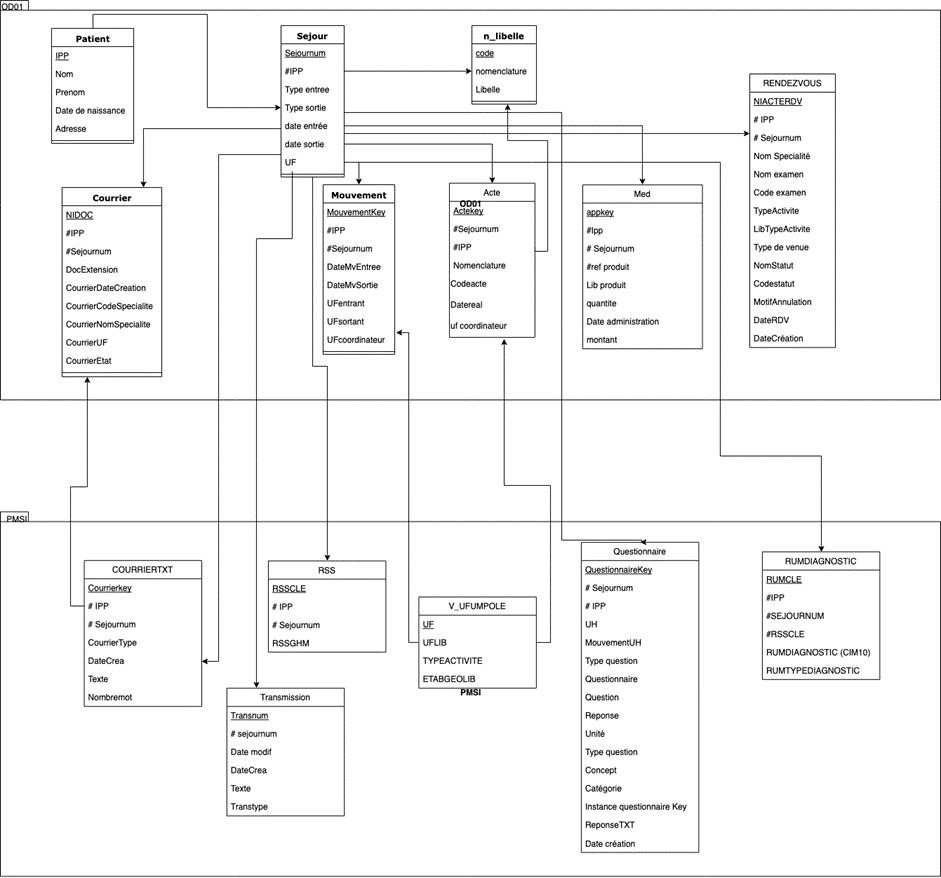 OD01
Patient
IPP
Nom
Prenom
Date de naissance
Adresse
Sejour
Sejournum
#IPP
Type entree
Type sortie
date entrée
date sortie
UF
n_libelle
code
nomenclature
Libelle
RENDEZVOUS
NIACTERDV
# IPP
# Sejournum
Nom Specialité
Nom examen
Code examen
TypeActivite
LibTypeActivite
Type de venue
NomStatut
Codestatut
MotifAnnulation
DateRDV
DateCréation
Courrier
NIDOC
#IPP
#Sejournum
DocExtension
CourrierDateCreation
CourrierCodeSpecialite
CourrierNomSpecialite
CourrierUF
CourrierEtat
Mouvement
MouvementKey
#IPP
#Sejournum
DateMvEntree
DateMvSortie
UFentrant
UFsortant
UFcoordinateur
Acte
OD01
Actekey
#Sejournum
#IPP
Nomenclature
Codeacte
Datereal
uf coordinateur
Med
appkey
#Ipp
# Sejournum
#ref produit
Lib produit
quantite
Date administration
montant
PMSI
COURRIERTXT
Courrierkey
# IPP
# Sejournum
CourrierType
DateCrea
Texte
Nombremot
RSS
RSSCLE
# IPP
# Sejournum
RSSGHM
Transmission
Transnum
# sejournum
Date modif
DateCrea
Texte
Transtype
V_UFUMPOLE
UF
UFLIB
TYPEACTIVITE
ETABGEOLIB
PMSI
Questionnaire
QuestionnaireKey
# Sejournum
# IPP
UH
MouvementUH
Type question
Questionnaire
Question
Reponse
Unité
Type question
Concept
Catégorie
Instance questionnaire Key
ReponseTXT
Date création
RUMDIAGNOSTIC
RUMCLE
#IPP
#SEJOURNUM
#RSSCLE
RUMDIAGNOSTIC (CIM10)
RUMTYPEDIAGNOSTIC